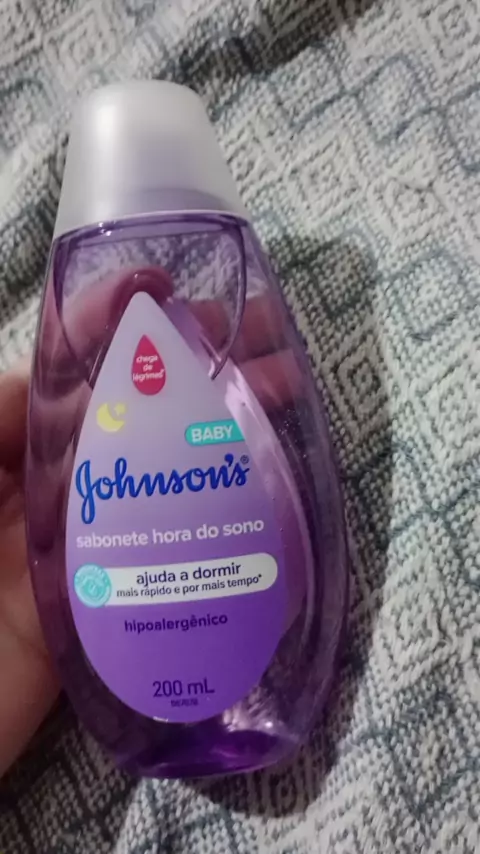 chega
de
lágrimas*
BABY
Johnson's®
sabonete hora do sono
ajuda a dormir
mais rápido e por mais tempo*
hipoalergênico
200 mL